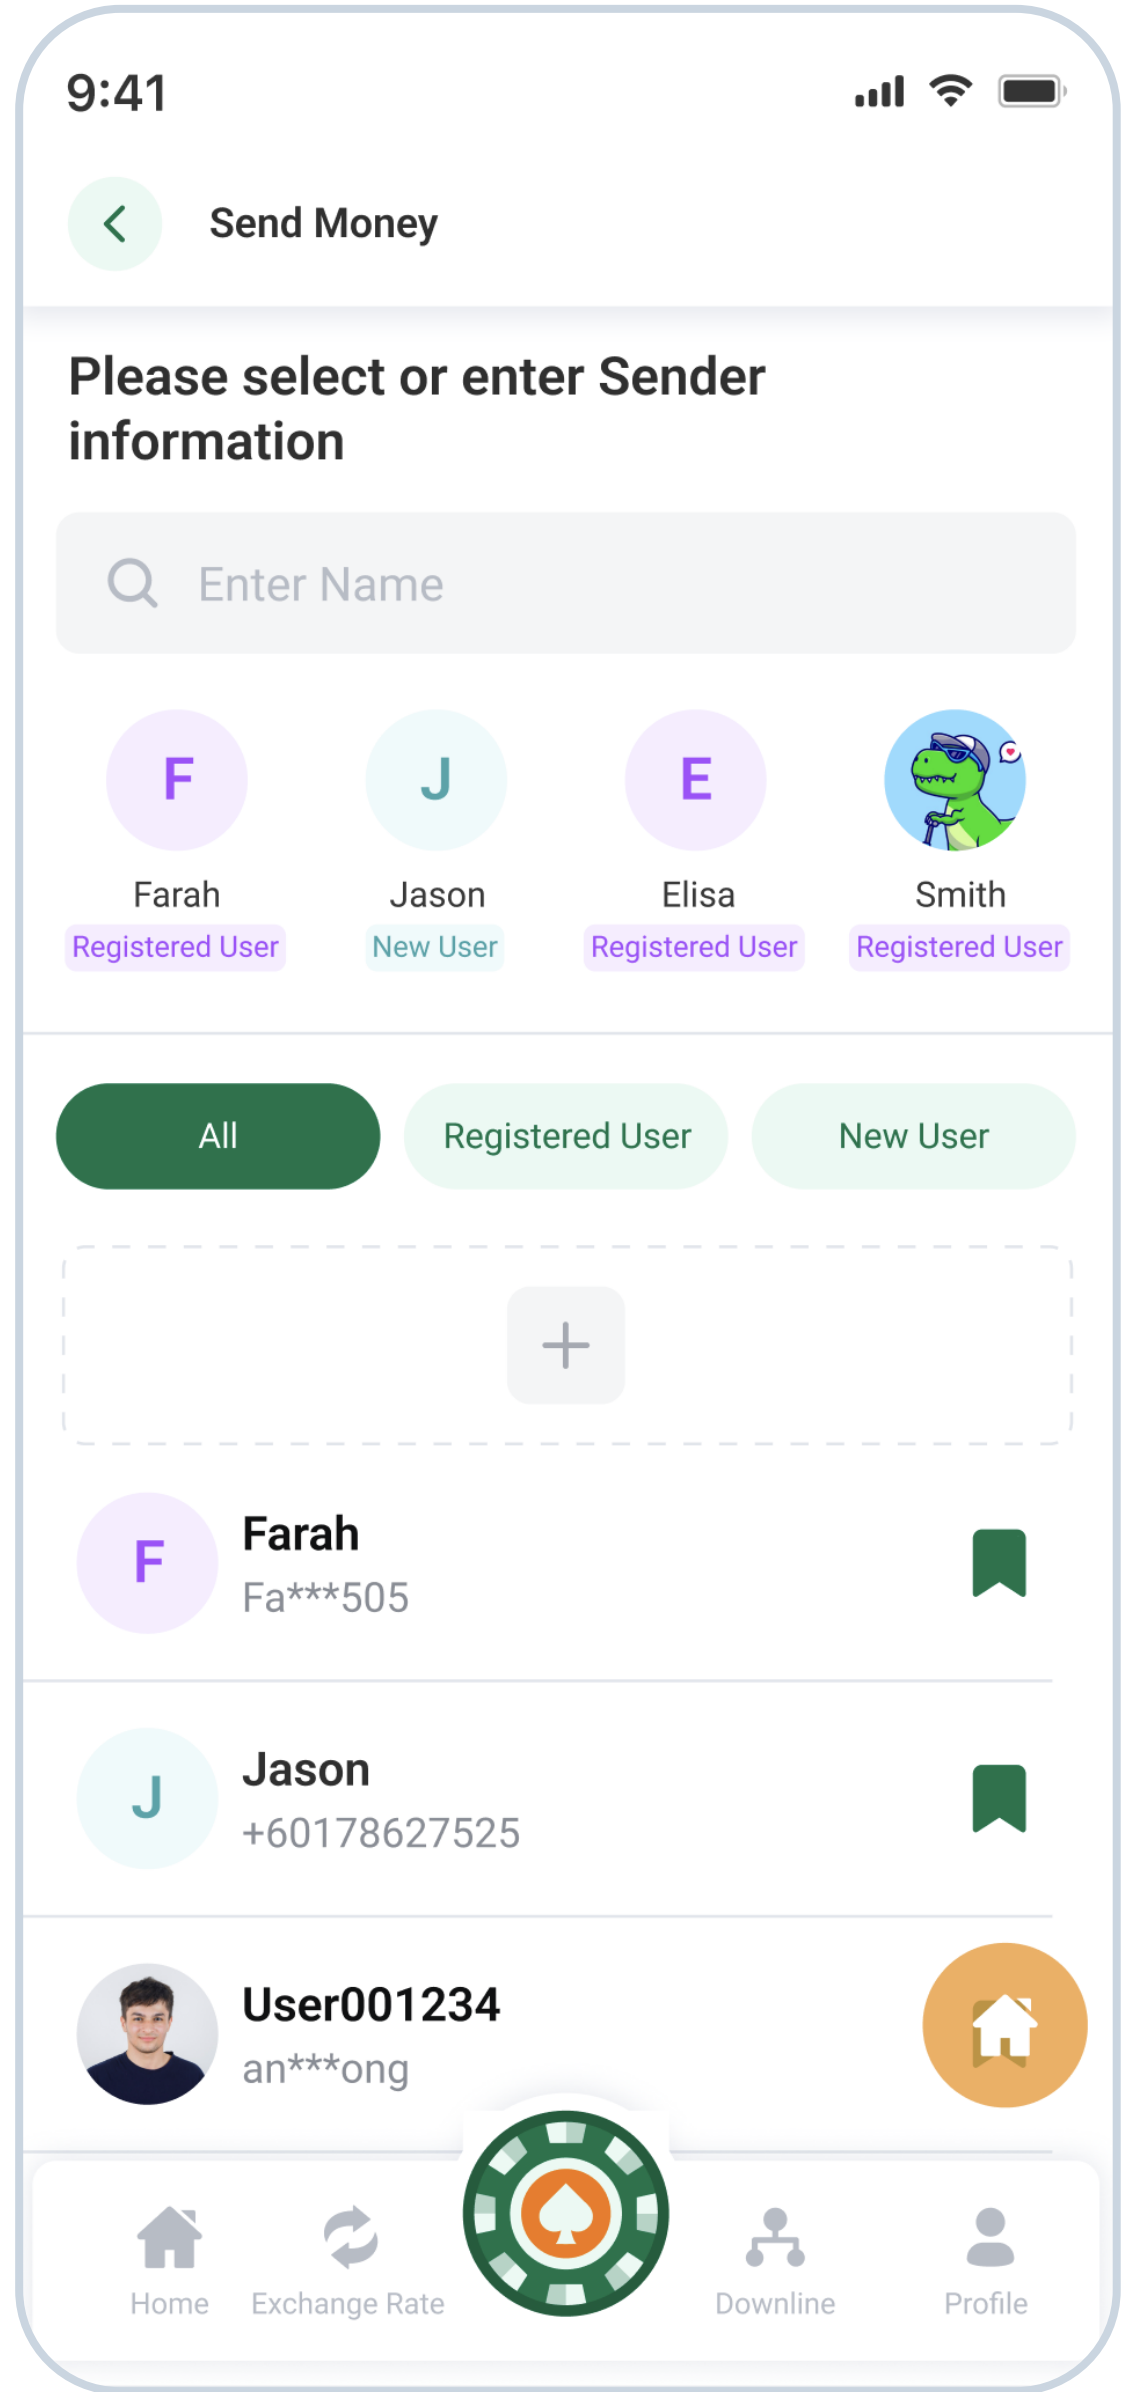 9:41
Send Money
Please select or enter Sender
information
Enter Name
F
J
E
Farah
Jason
Elisa
Smith
Registered User
New User
Registered User
Registered User
All
Registered User
New User
F
Farah
Fa***505
J
Jason
+60178627525
User001234
an***ong
Home
Exchange Rate
Downline
Profile